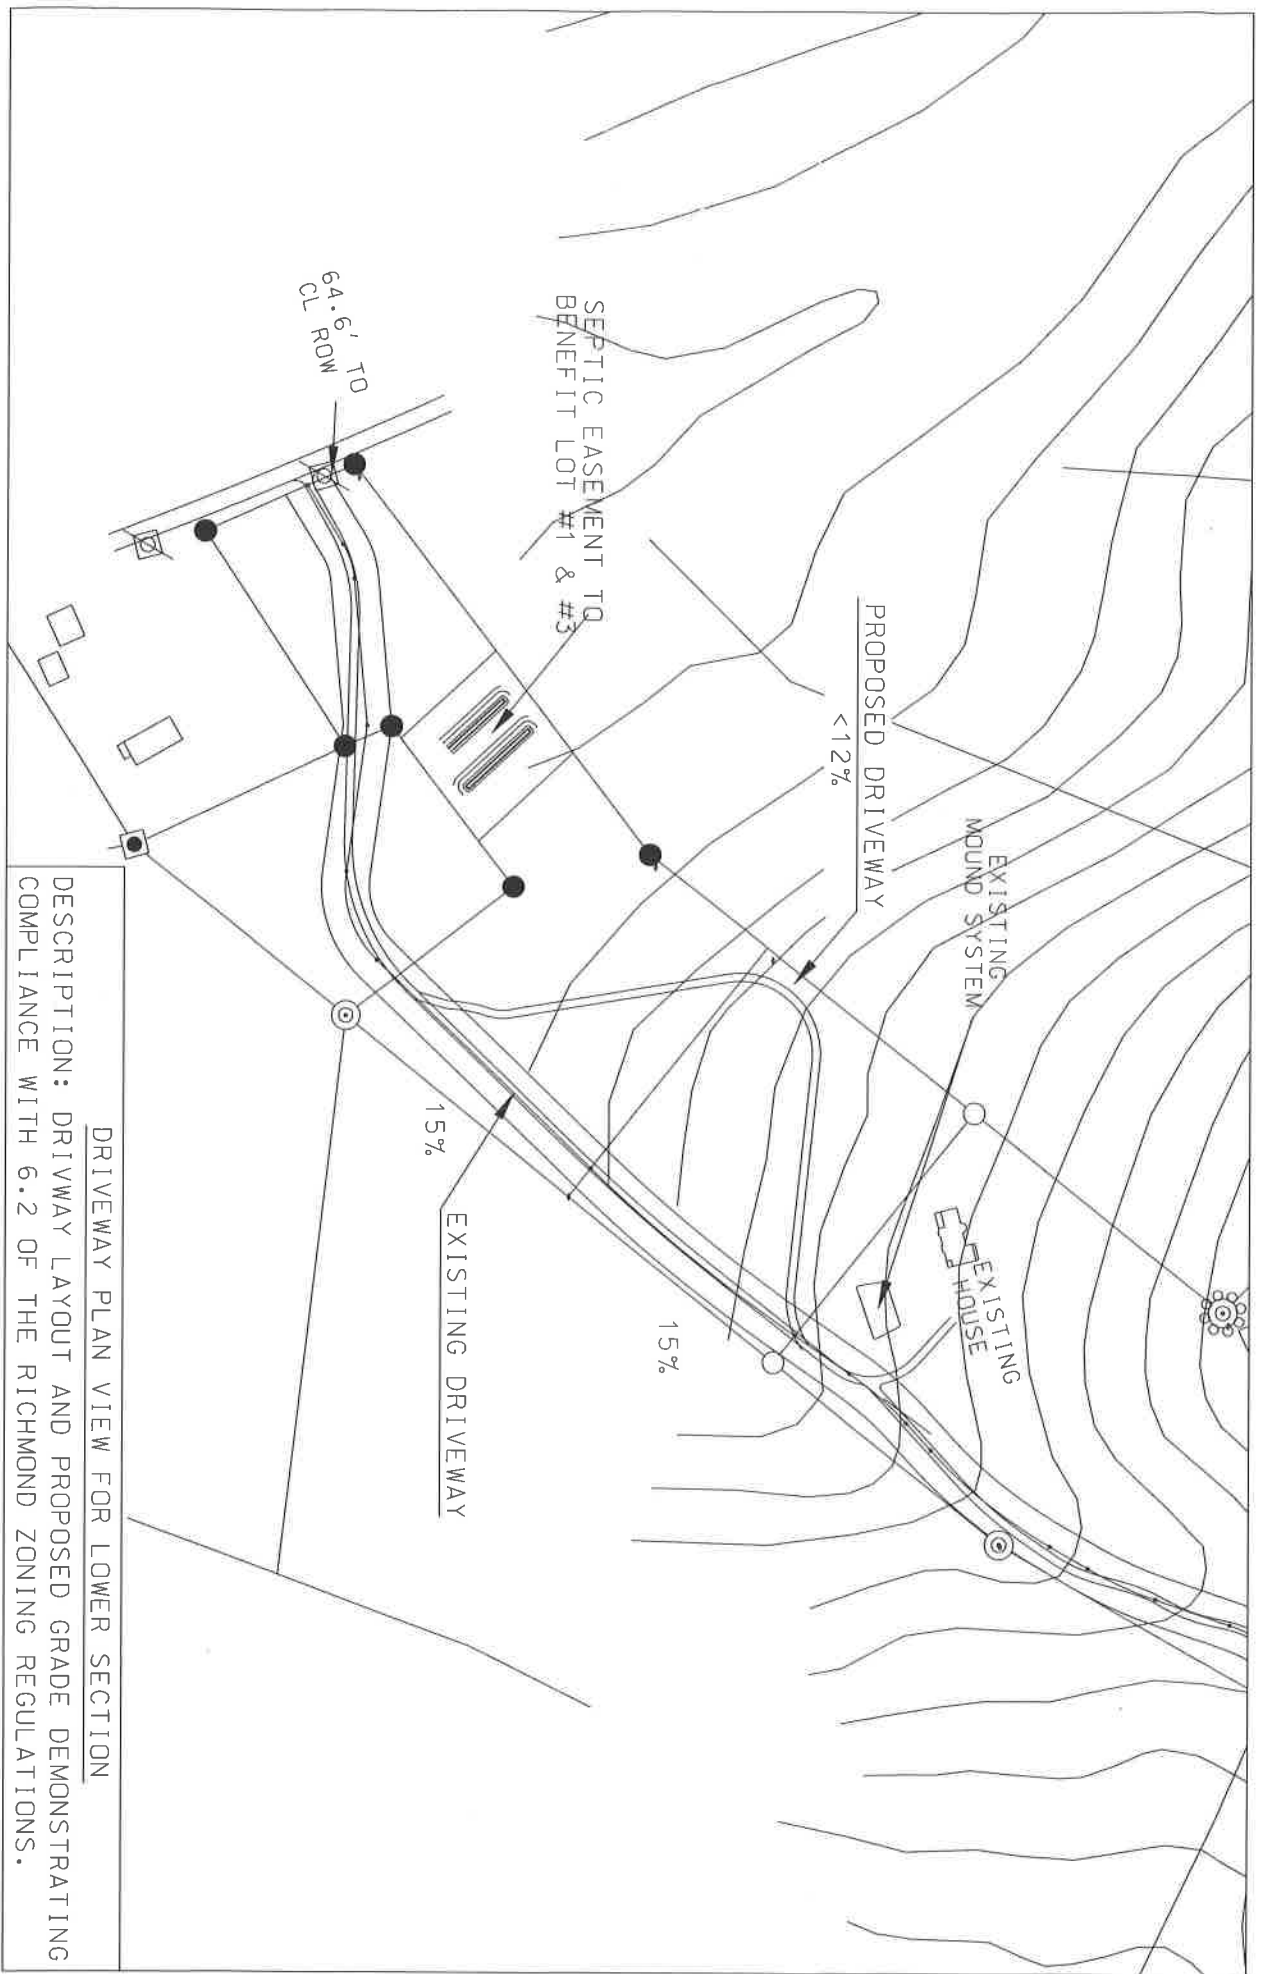 64.6' TO
CL ROW
SEPTIC EASEMENT TO
BENEFIT LOT #1 & #3
PROPOSED DRIVEWAY
<12%
EXISTING
MOUND SYSTEM
EXISTING
HOUSE
15%
15%
EXISTING DRIVEWAY
DRIVEWAY PLAN VIEW FOR LOWER SECTION
DESCRIPTION: DRIVWAY LAYOUT AND PROPOSED GRADE DEMONSTRATING
COMPLIANCE WITH 6.2 OF THE RICHMOND ZONING REGULATIONS.